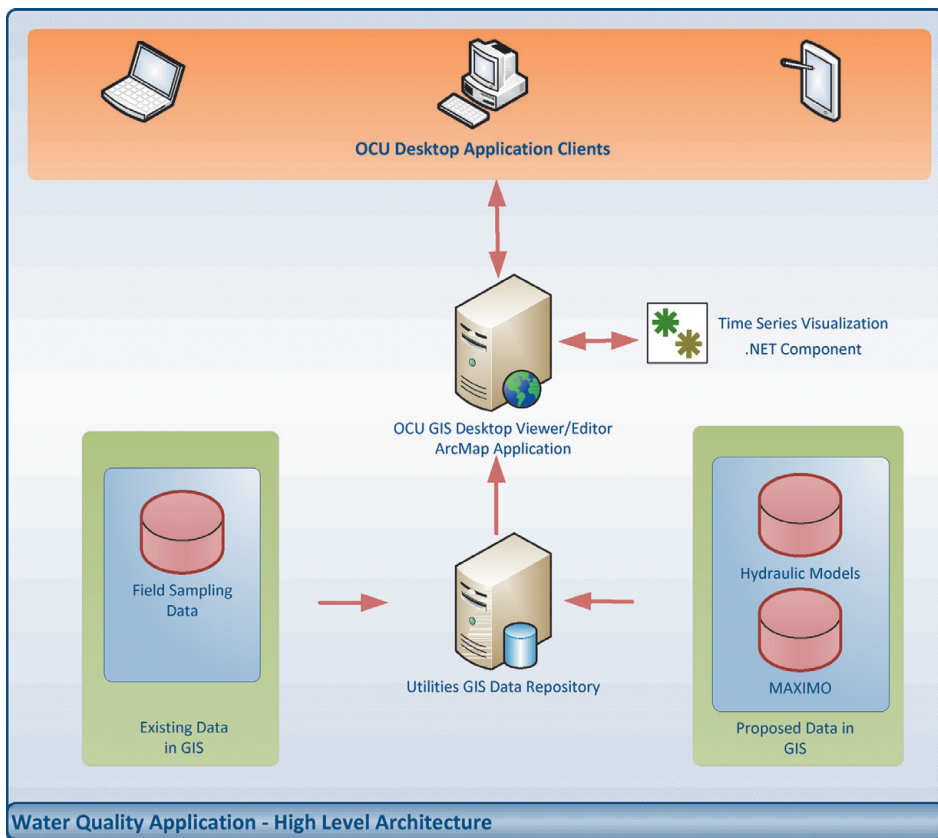 OCU Desktop Application Clients
Time Series Visualization
.NET Component
OCU GIS Desktop Viewer/Editor
ArcMap Application
Field Sampling
Data
Hydraulic Models
MAXIMO
Utilities GIS Data Repository
Existing Data
in GIS
Proposed Data in
GIS
Water Quality Application - High Level Architecture